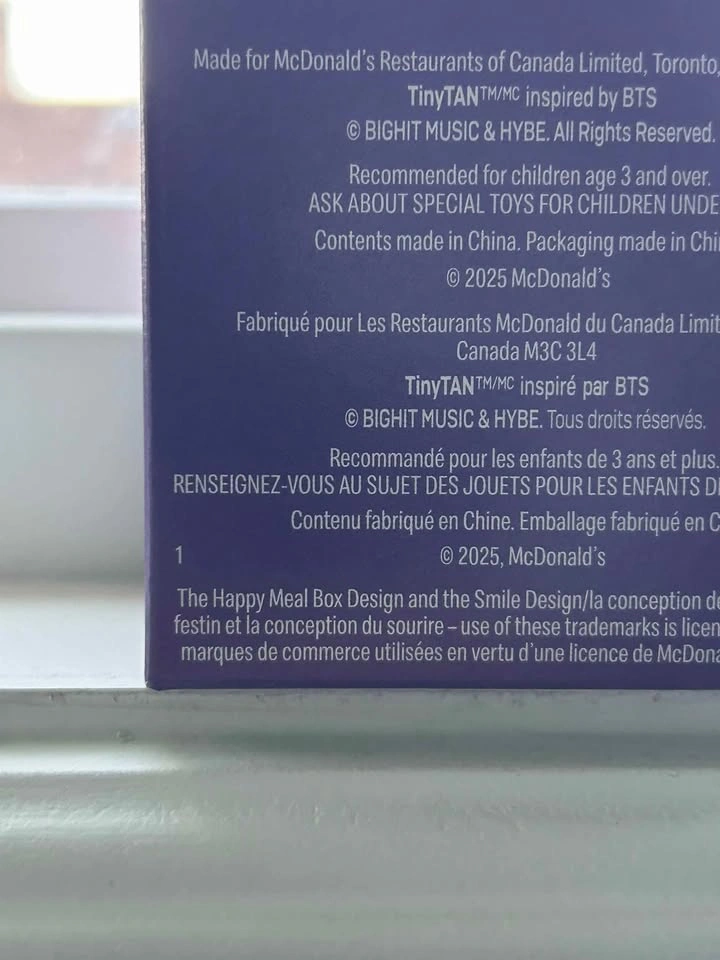 Made for McDonald's Restaurants of Canada Limited, Toronto,
TinyTAN™/MC inspired by BTS
© BIGHIT MUSIC & HYBE. All Rights Reserved.
Recommended for children age 3 and over.
ASK ABOUT SPECIAL TOYS FOR CHILDREN UNDE
Contents made in China. Packaging made in Chi
© 2025 McDonald's
Fabriqué pour Les Restaurants McDonald du Canada Limit
Canada M3C 3L4
TinyTAN™/MC inspiré par BTS
© BIGHIT MUSIC & HYBE. Tous droits réservés.
Recommandé pour les enfants de 3 ans et plus.
RENSEIGNEZ-VOUS AU SUJET DES JOUETS POUR LES ENFANTS D
Contenu fabriqué en Chine. Emballage fabriqué en C
1 © 2025, McDonald's
The Happy Meal Box Design and the Smile Design/la conception de
festin et la conception du sourire – use of these trademarks is licen
marques de commerce utilisées en vertu d'une licence de McDona